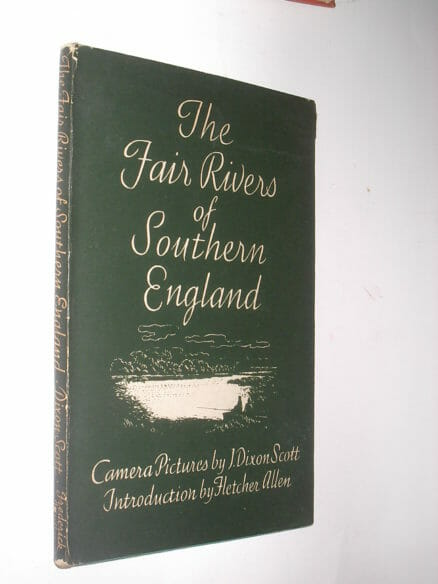 The
Fair Rivers
of
Southern
England
Camera Pictures by J. Dixon Scott
Introduction by Fletcher Allen
The Fair Rivers of Southern England Dixon Scott Frederick